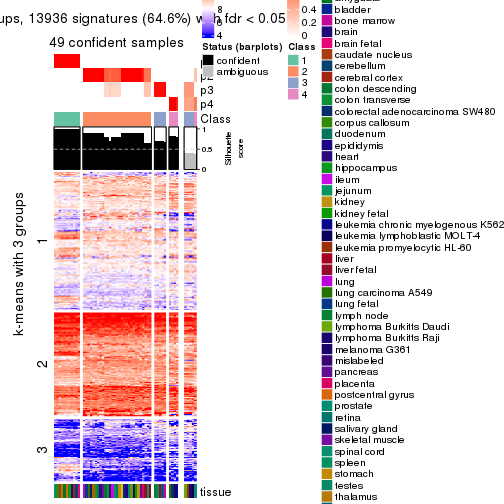 ups, 13936 signatures (64.6%) with fdr < 0.05
49 confident samples
p2
p3
p4
Class
1
0.5
0
Silhouette
score
k-means with 3 groups
1
2
3
tissue
8
6
4
0.4
0.2
0
Status (barplots)
confident
ambiguous
Class
1
2
3
4
bladder
bone marrow
brain
brain fetal
caudate nucleus
cerebellum
cerebral cortex
colon descending
colon transverse
colorectal adenocarcinoma SW480
corpus callosum
duodenum
epididymis
heart
hippocampus
ileum
jejunum
kidney
kidney fetal
leukemia chronic myelogenous K562
leukemia lymphoblastic MOLT-4
leukemia promyelocytic HL-60
liver
liver fetal
lung
lung carcinoma A549
lung fetal
lymph node
lymphoma Burkitts Daudi
lymphoma Burkitts Raji
melanoma G361
mislabeled
pancreas
placenta
postcentral gyrus
prostate
retina
salivary gland
skeletal muscle
spinal cord
spleen
stomach
testes
thalamus